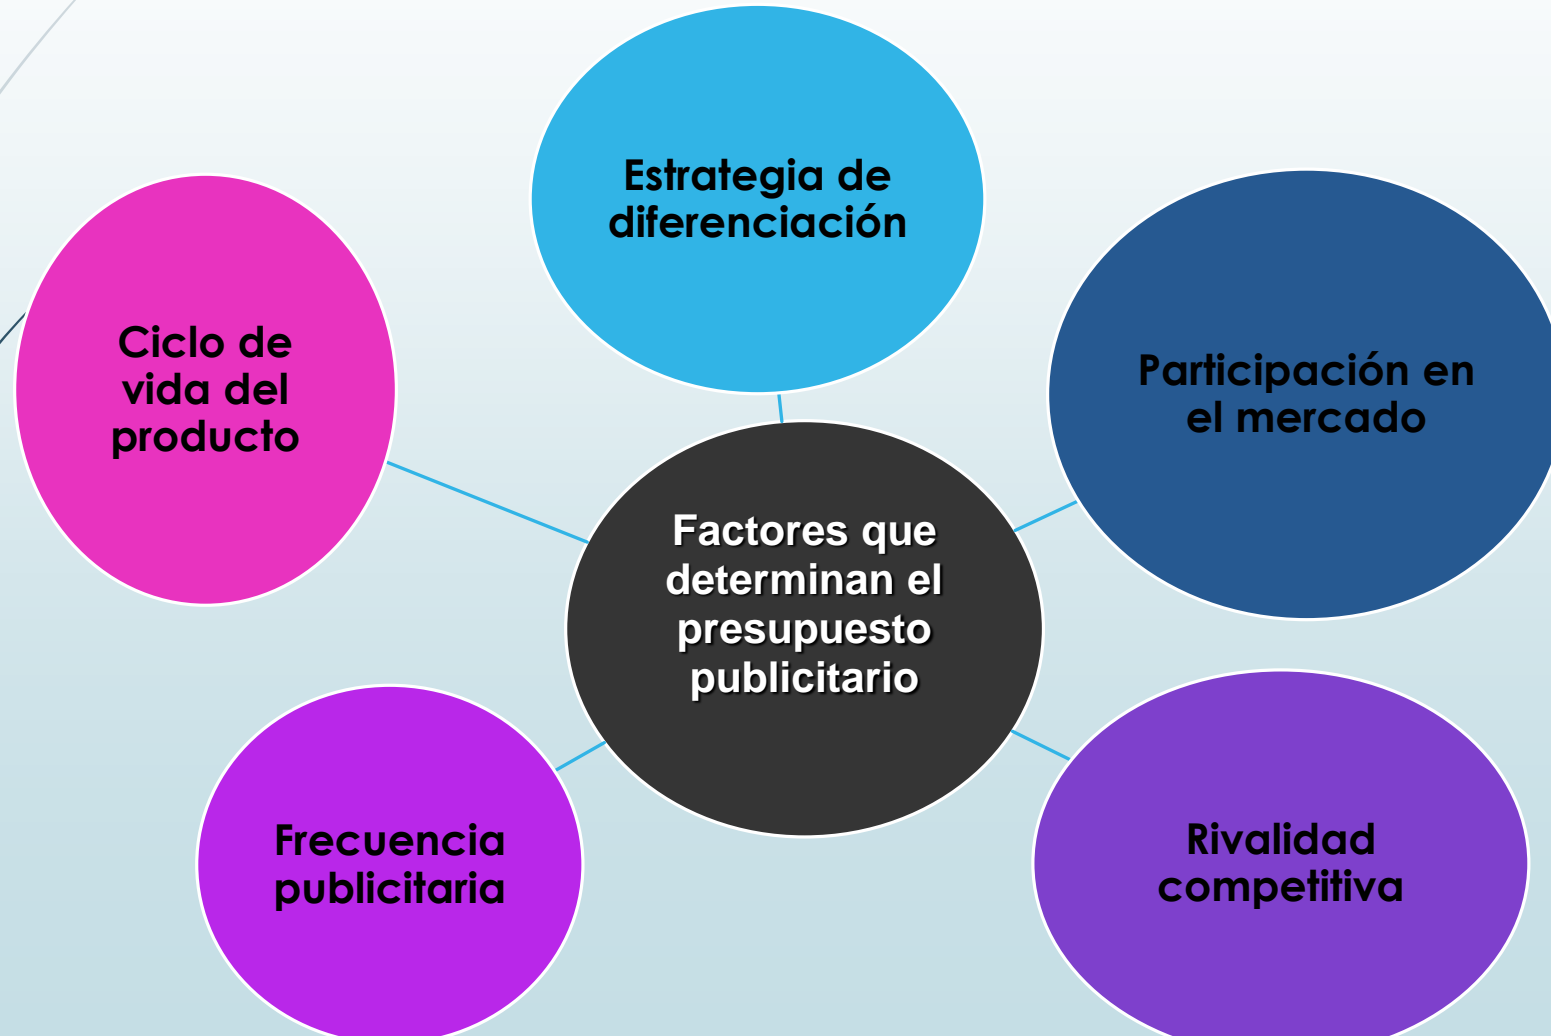 Estrategia de
diferenciación
Ciclo de
vida del
producto
Participación en
el mercado
Factores que
determinan el
presupuesto
publicitario
Frecuencia
publicitaria
Rivalidad
competitiva